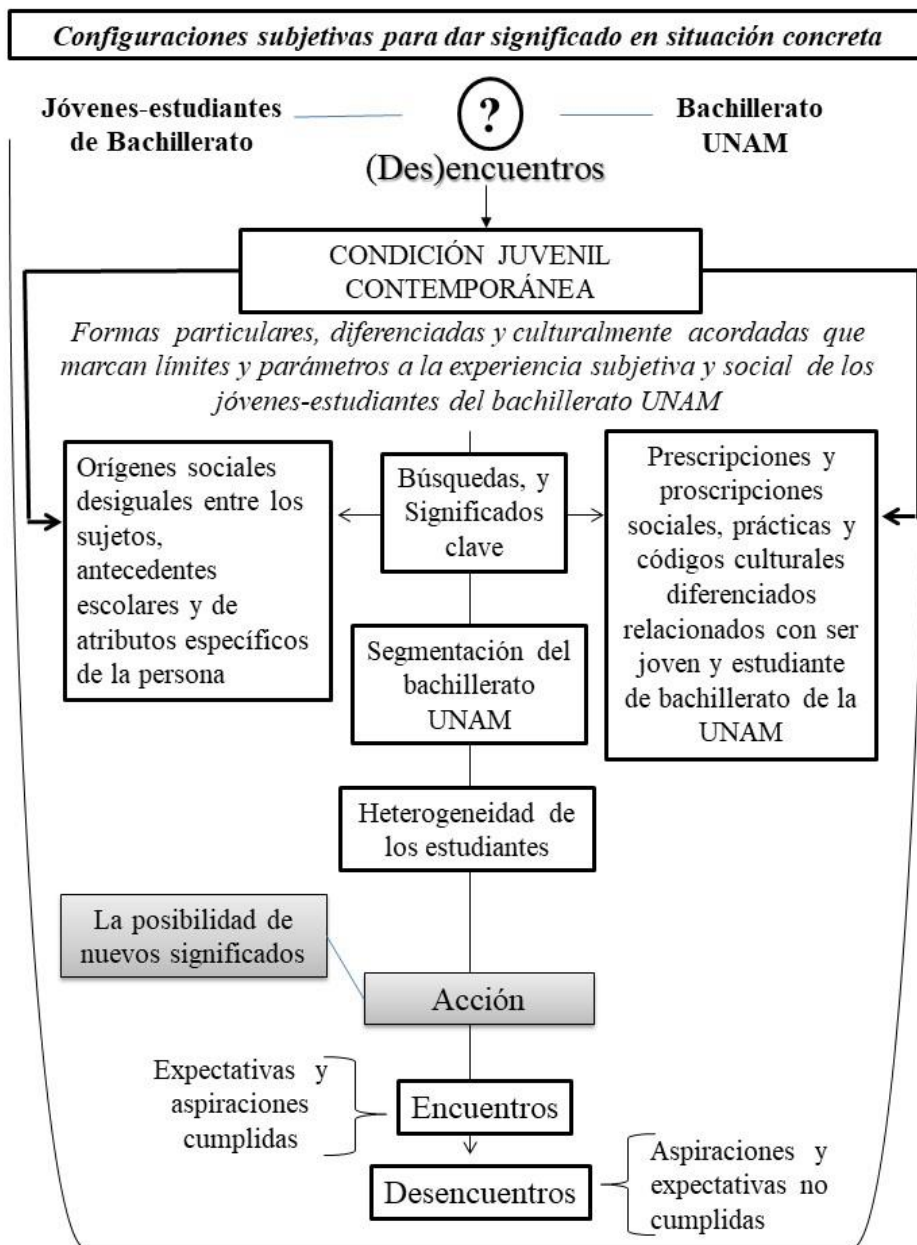 Configuraciones subjetivas para dar significado en situación concreta
Jóvenes-estudiantes
de Bachillerato
?
(Des)encuentros
Bachillerato
UNAM
CONDICIÓN JUVENIL
CONTEMPORÁNEA
Formas particulares, diferenciadas y culturalmente acordadas que
marcan límites y parámetros a la experiencia subjetiva y social de los
jóvenes-estudiantes del bachillerato UNAM
Orígenes sociales
desiguales entre los
sujetos,
antecedentes
escolares y de
atributos específicos
de la persona
Búsquedas, y
Significados
clave
Prescripciones y
proscripciones
sociales, prácticas y
códigos culturales
diferenciados
relacionados con ser
joven y estudiante
de bachillerato de la
UNAM
Segmentación del
bachillerato
UNAM
Heterogeneidad de
los estudiantes
La posibilidad de
nuevos significados
Acción
Expectativas y
aspiraciones
cumplidas
Encuentros
Desencuentros
Aspiraciones y
expectativas no
cumplidas